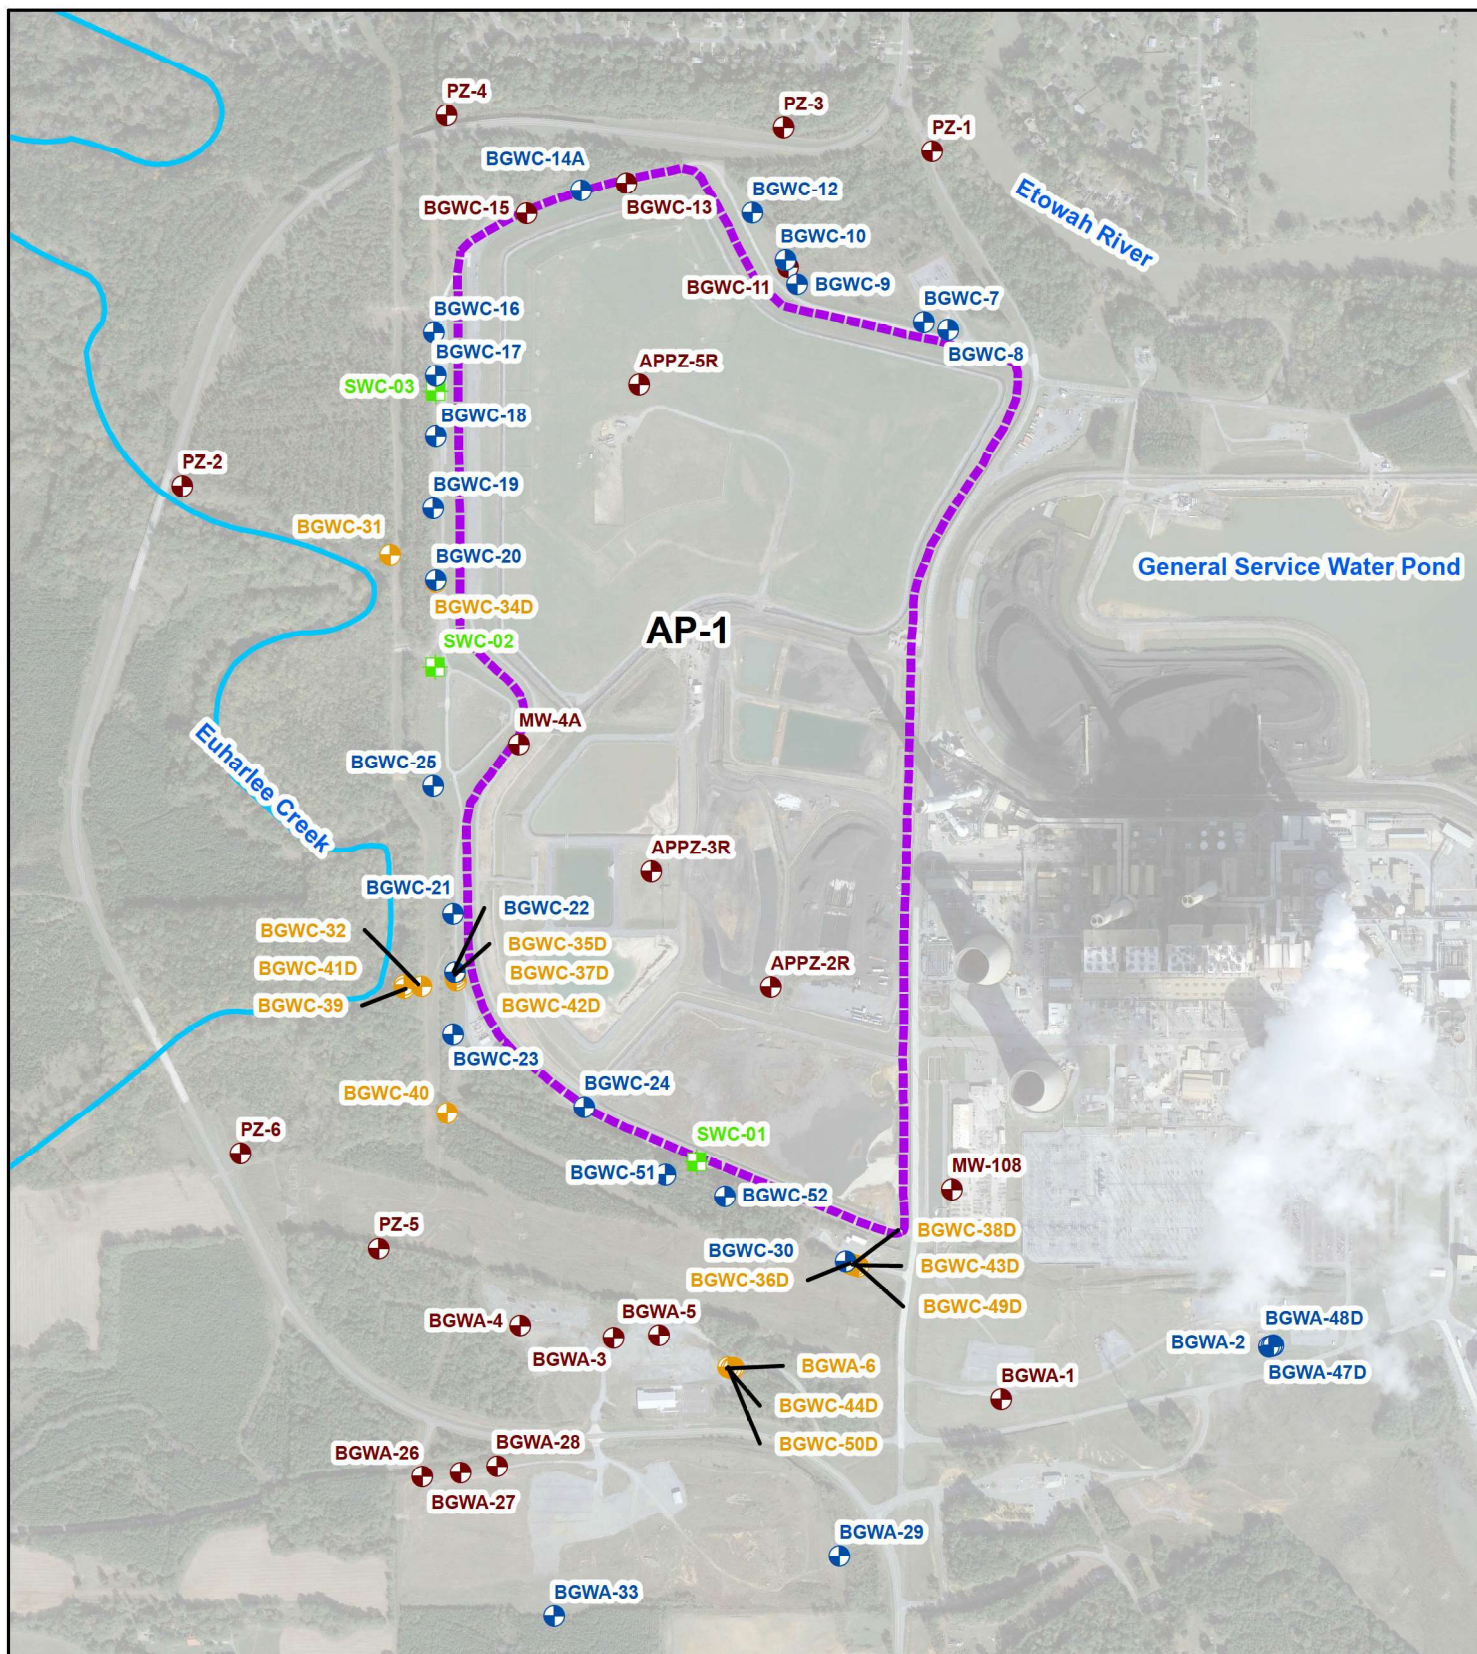 PZ-4
PZ-3
PZ-1
BGWC-14A
BGWC-12
Etowah River
BGWC-15
BGWC-13
BGWC-10
BGWC-11
BGWC-9
BGWC-7
BGWC-16
BGWC-17
BGWC-8
APPZ-5R
SWC-03
BGWC-18
PZ-2
BGWC-19
BGWC-31
BGWC-20
General Service Water Pond
BGWC-34D
AP-1
SWC-02
MW-4A
Euharlee Creek
BGWC-25
APPZ-3R
BGWC-21
BGWC-22
BGWC-32
BGWC-35D
BGWC-41D
BGWC-37D
APPZ-2R
BGWC-39
BGWC-42D
BGWC-23
BGWC-24
BGWC-40
PZ-6
SWC-01
BGWC-51
MW-108
BGWC-52
PZ-5
BGWC-38D
BGWC-30
BGWC-43D
BGWC-36D
BGWC-49D
BGWA-5
BGWA-4
BGWA-48D
BGWA-2
BGWA-3
BGWA-6
BGWA-1
BGWA-47D
BGWC-44D
BGWC-50D
BGWA-28
BGWA-26
BGWA-27
BGWA-29
BGWA-33